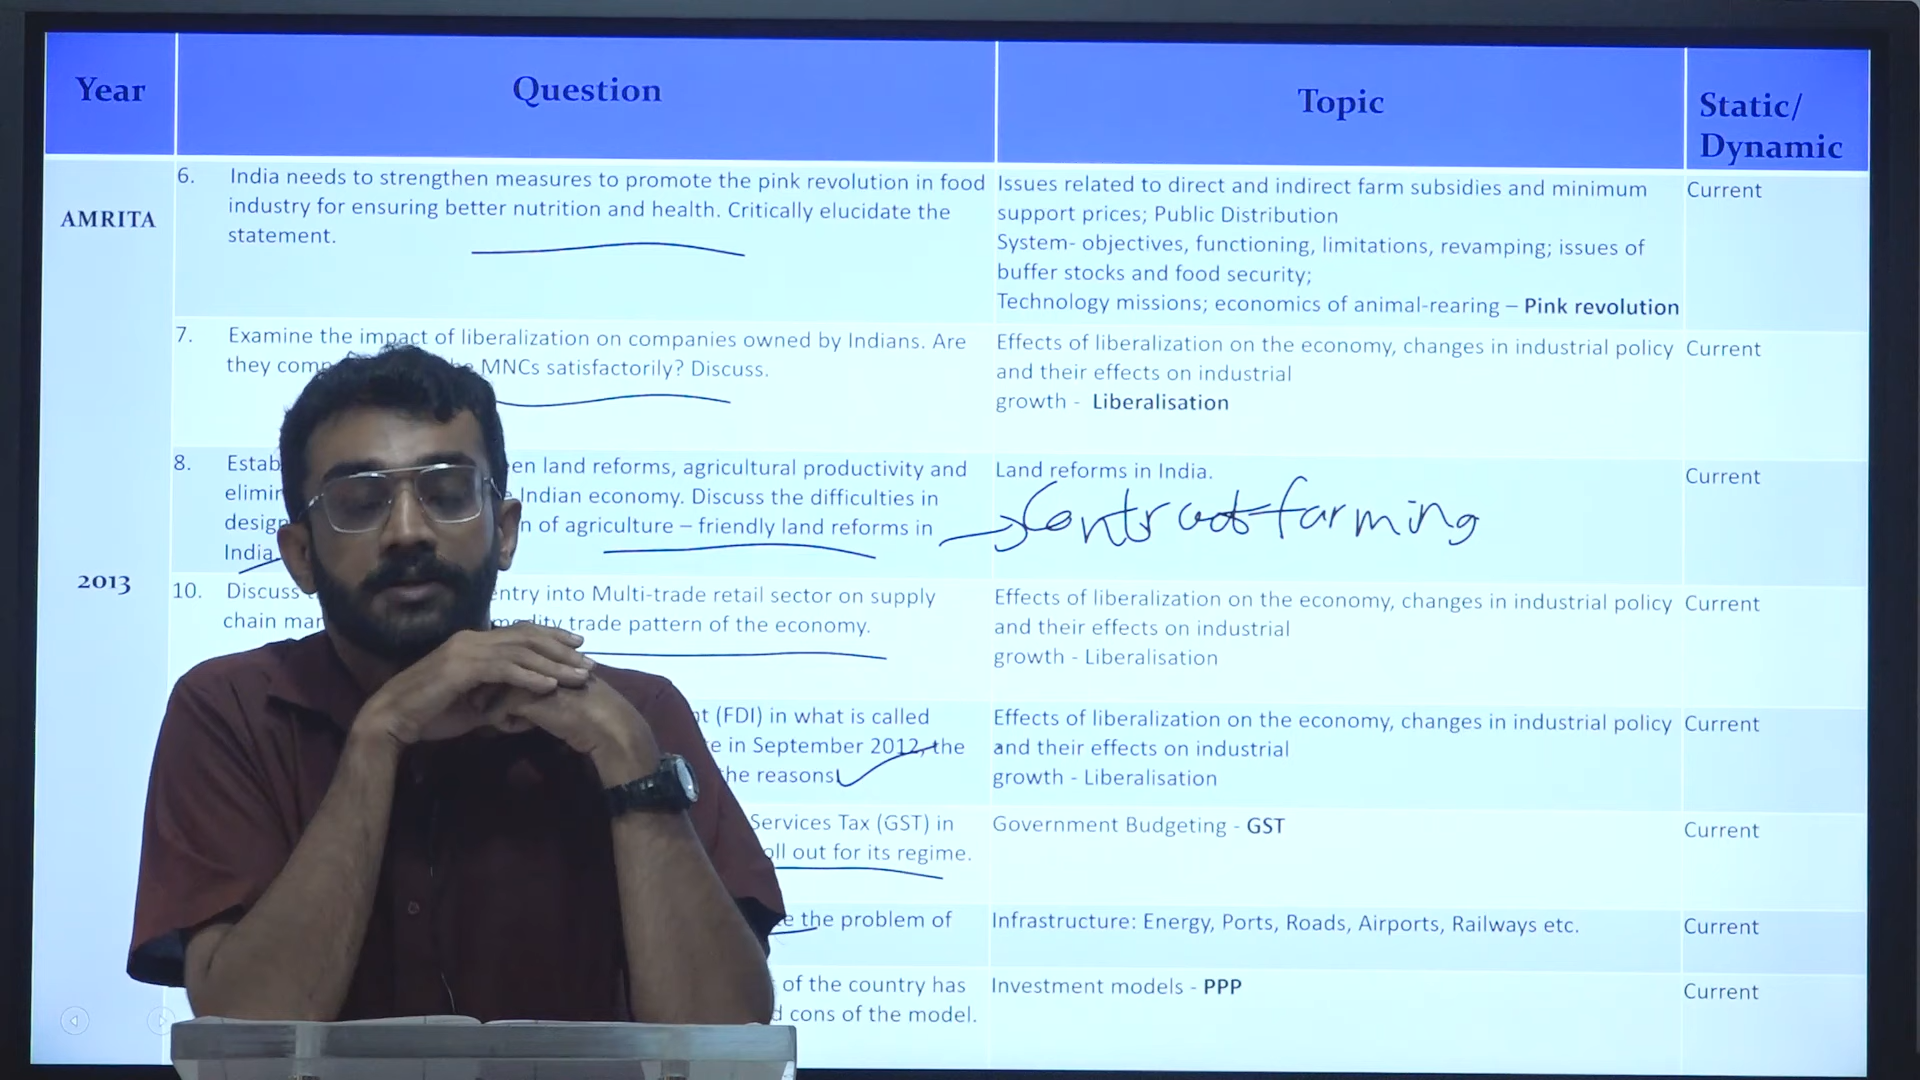 Year
Question
Topic
Static/
Dynamic
AMRITA
6. India needs to strengthen measures to promote the pink revolution in food
industry for ensuring better nutrition and health. Critically elucidate the
statement.
Issues related to direct and indirect farm subsidies and minimum
support prices; Public Distribution
System- objectives, functioning, limitations, revamping; issues of
buffer stocks and food security;
Technology missions; economics of animal-rearing – Pink revolution
Current
7. Examine the impact of liberalization on companies owned by Indians. Are
they MNCs satisfactorily? Discuss.
Effects of liberalization on the economy, changes in industrial policy
and their effects on industrial
growth - Liberalisation
Current
8. land reforms, agricultural productivity and
Indian economy. Discuss the difficulties in
of agriculture – friendly land reforms in
India
Land reforms in India.
Contract farming
Current
2013
10. Discuss entry into Multi-trade retail sector on supply
chain trade pattern of the economy.
Effects of liberalization on the economy, changes in industrial policy
and their effects on industrial
growth - Liberalisation
Current
(FDI) in what is called
in September 2012, the
the reasons
Effects of liberalization on the economy, changes in industrial policy
and their effects on industrial
growth - Liberalisation
Current
Services Tax (GST) in
out for its regime.
Government Budgeting - GST
Current
the problem of
Infrastructure: Energy, Ports, Roads, Airports, Railways etc.
Current
of the country has
cons of the model.
Investment models - PPP
Current